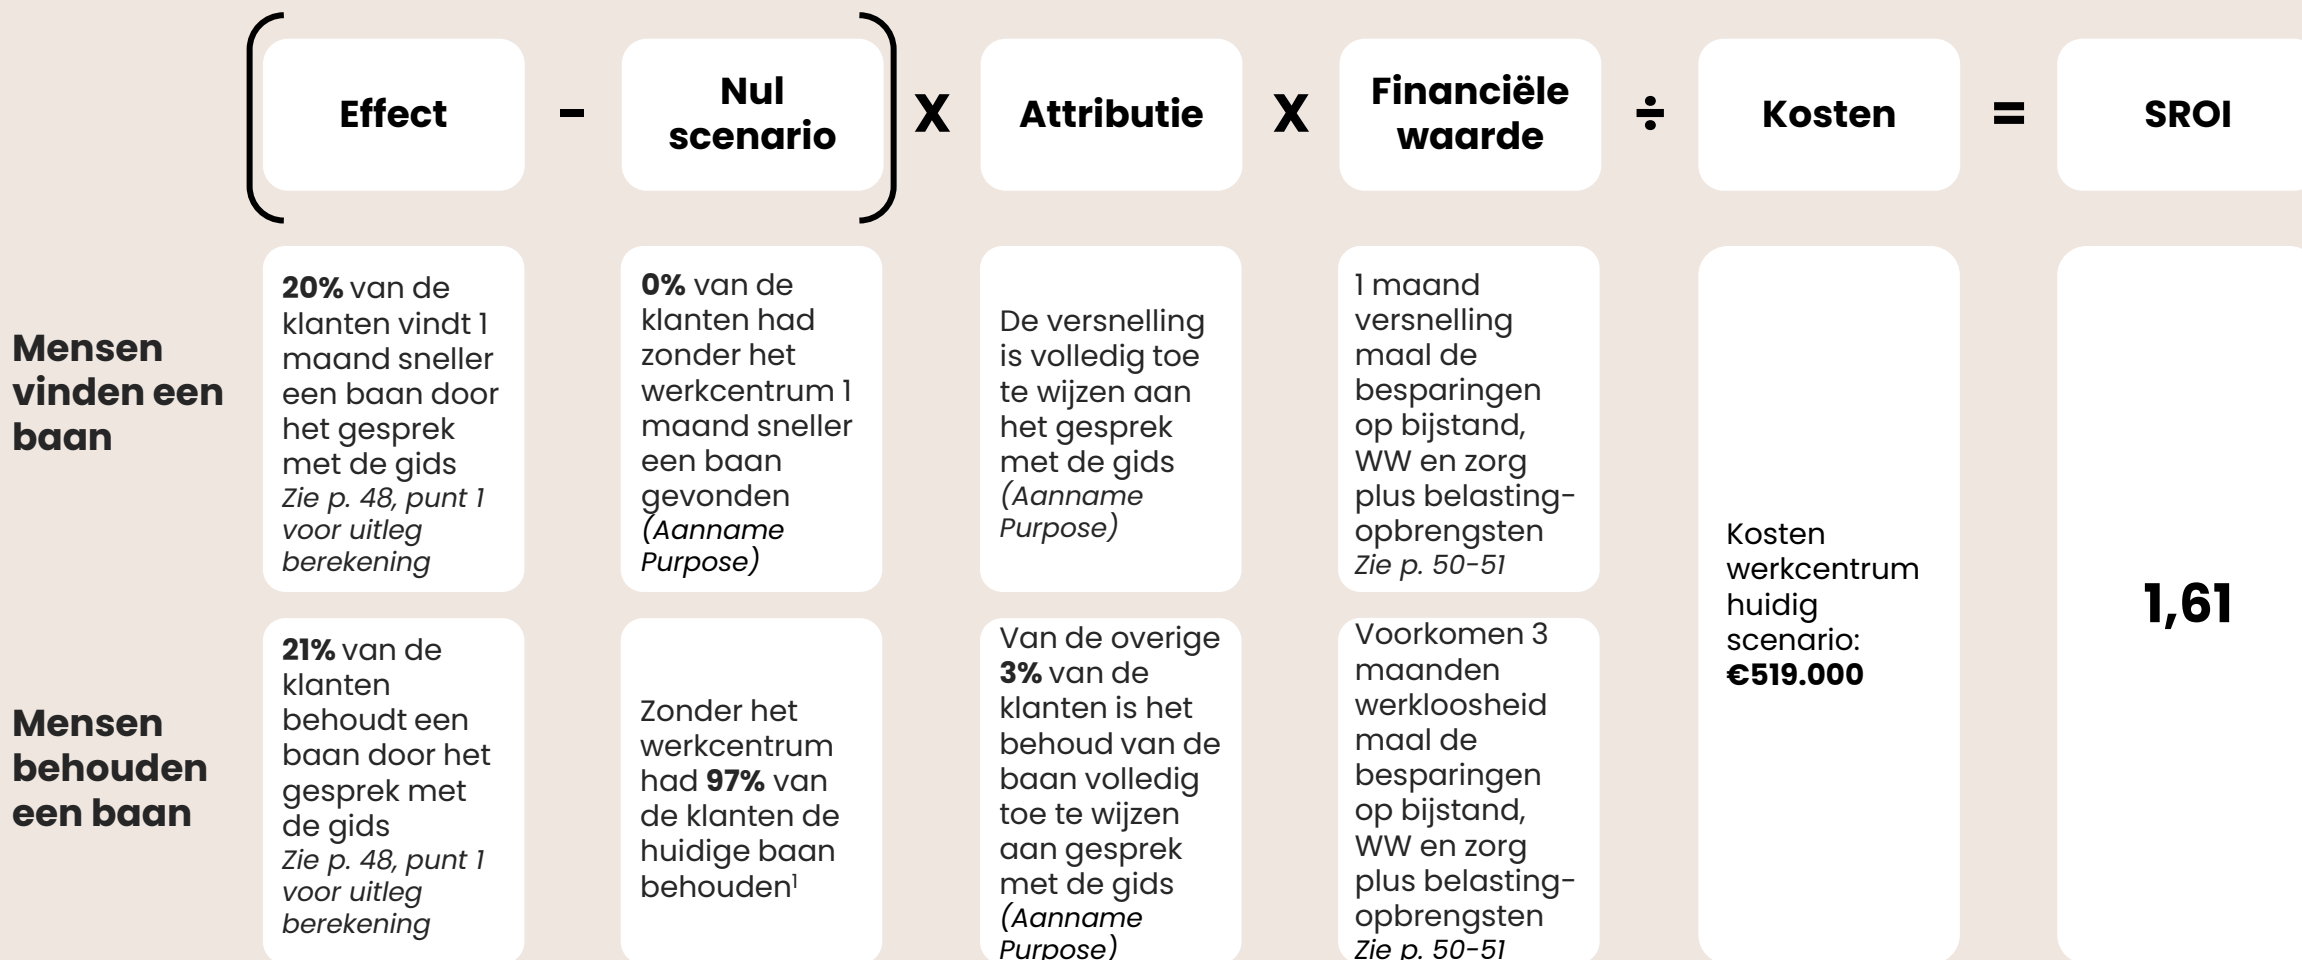 Effect
-
Nul
scenario
X
Attributie
X
Financiële
waarde
÷
Kosten
=
SROI
Mensen
vinden een
baan
20% van de
klanten vindt 1
maand sneller
een baan door
het gesprek
met de gids
Zie p. 48, punt 1
voor uitleg
berekening
0% van de
klanten had
zonder het
werkcentrum 1
maand sneller
een baan
gevonden
(Aanname
Purpose)
De versnelling
is volledig toe
te wijzen aan
het gesprek
met de gids
(Aanname
Purpose)
1 maand
versnelling
maal de
besparingen
op bijstand,
WW en zorg
plus belasting-
opbrengsten
Zie p. 50-51
Mensen
behouden
een baan
21% van de
klanten
behoudt een
baan door het
gesprek met
de gids
Zie p. 48, punt 1
voor uitleg
berekening
Zonder het
werkcentrum
had 97% van
de klanten de
huidige baan
behouden¹
Van de overige
3% van de
klanten is het
behoud van de
baan volledig
toe te wijzen
aan gesprek
met de gids
(Aanname
Purpose)
Voorkomen 3
maanden
werkloosheid
maal de
besparingen
op bijstand,
WW en zorg
plus belasting-
opbrengsten
Zie p. 50-51
Kosten
werkcentrum
huidig
scenario:
€519.000
1,61